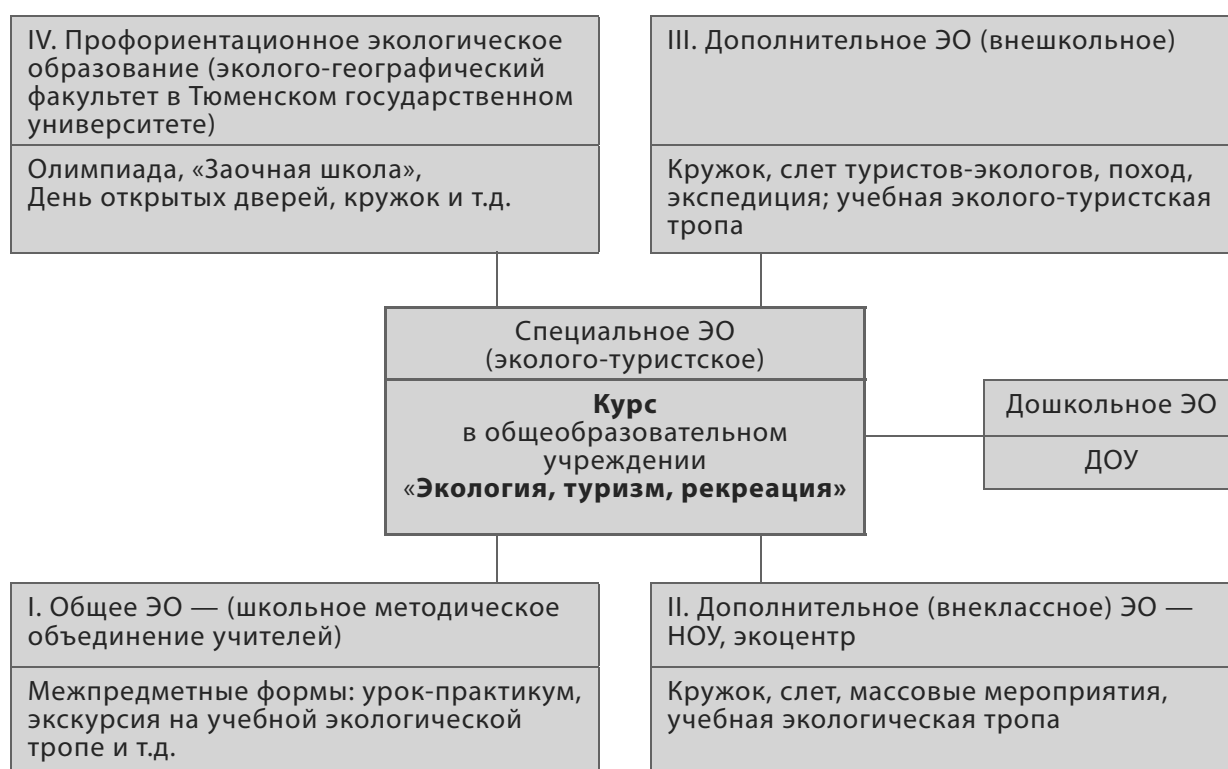 IV. Профориентационное экологическое
образование (эколого-географический
факультет в Тюменском государственном
университете)
Олимпиада, «Заочная школа»,
День открытых дверей, кружок и т.д.
III. Дополнительное ЭО (внешкольное)
Кружок, слет туристов-экологов, поход,
экспедиция; учебная эколого-туристская
тропа
Специальное ЭО
(эколого-туристское)
Курс
в общеобразовательном
учреждении
«Экология, туризм, рекреация»
Дошкольное ЭО
ДОУ
I. Общее ЭО — (школьное методическое
объединение учителей)
Межпредметные формы: урок-практикум,
экскурсия на учебной экологической
тропе и т.д.
II. Дополнительное (внеклассное) ЭО —
НОУ, экоцентр
Кружок, слет, массовые мероприятия,
учебная экологическая тропа